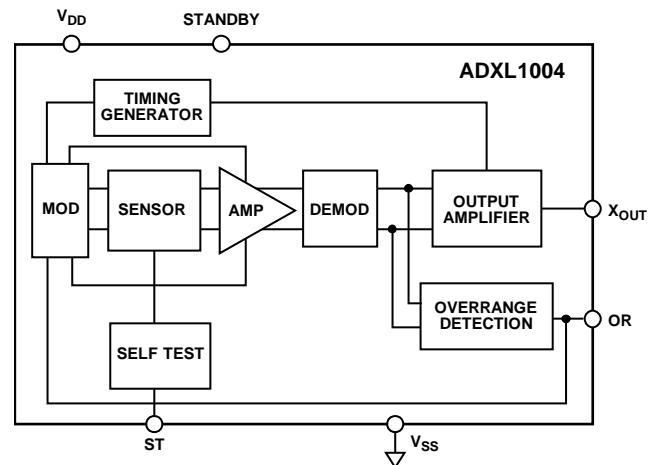 VDD
STANDBY
ADXL1004
TIMING
GENERATOR
MOD
SENSOR
AMP
DEMOD
OUTPUT
AMPLIFIER
XOUT
OVERRANGE
DETECTION
OR
SELF TEST
ST
VSS